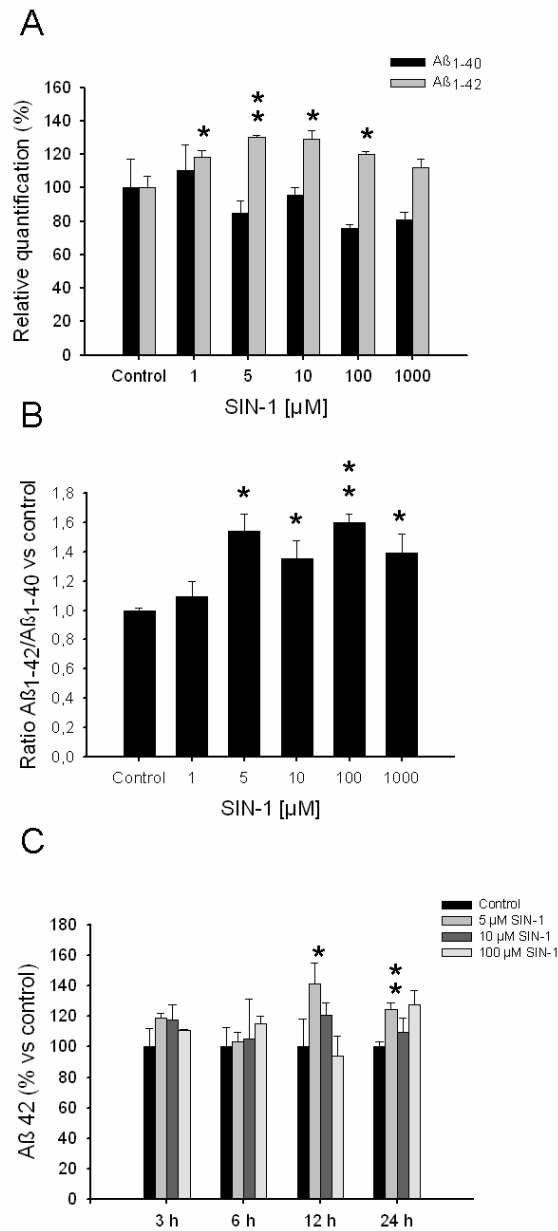 A
Aß1-40
Aß1-42
Relative quantification (%)
160
140
120
100
80
60
40
20
0
* ** * *
Control 1 5 10 100 1000
SIN-1 [µM]
B
Ratio Aß1-42/Aß1-40 vs control
1,8
1,6
1,4
1,2
1,0
0,8
0,6
0,4
0,2
0,0
* * ** *
Control 1 5 10 100 1000
SIN-1 [µM]
C
Control
5 µM SIN-1
10 µM SIN-1
100 µM SIN-1
Aß 42 (% vs control)
180
160
140
120
100
80
60
40
20
0
* **
3 h 6 h 12 h 24 h